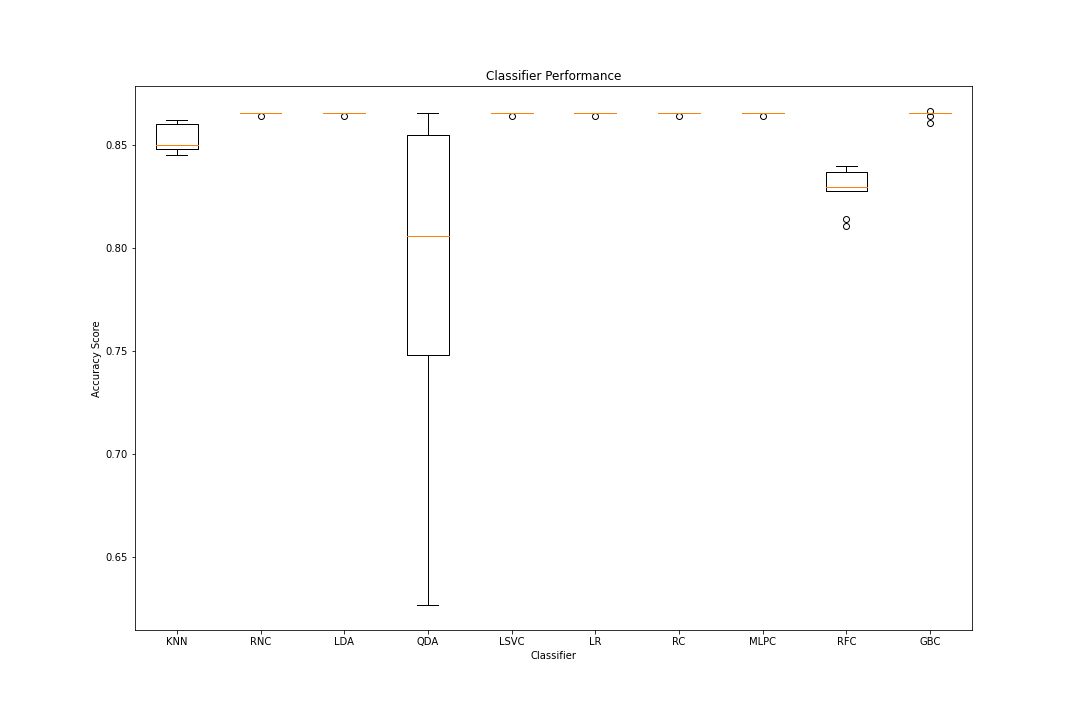 Classifier Performance
Accuracy Score
0.85
0.80
0.75
0.70
0.65
KNN RNC LDA QDA LSVC LR RC MLPC RFC GBC
Classifier